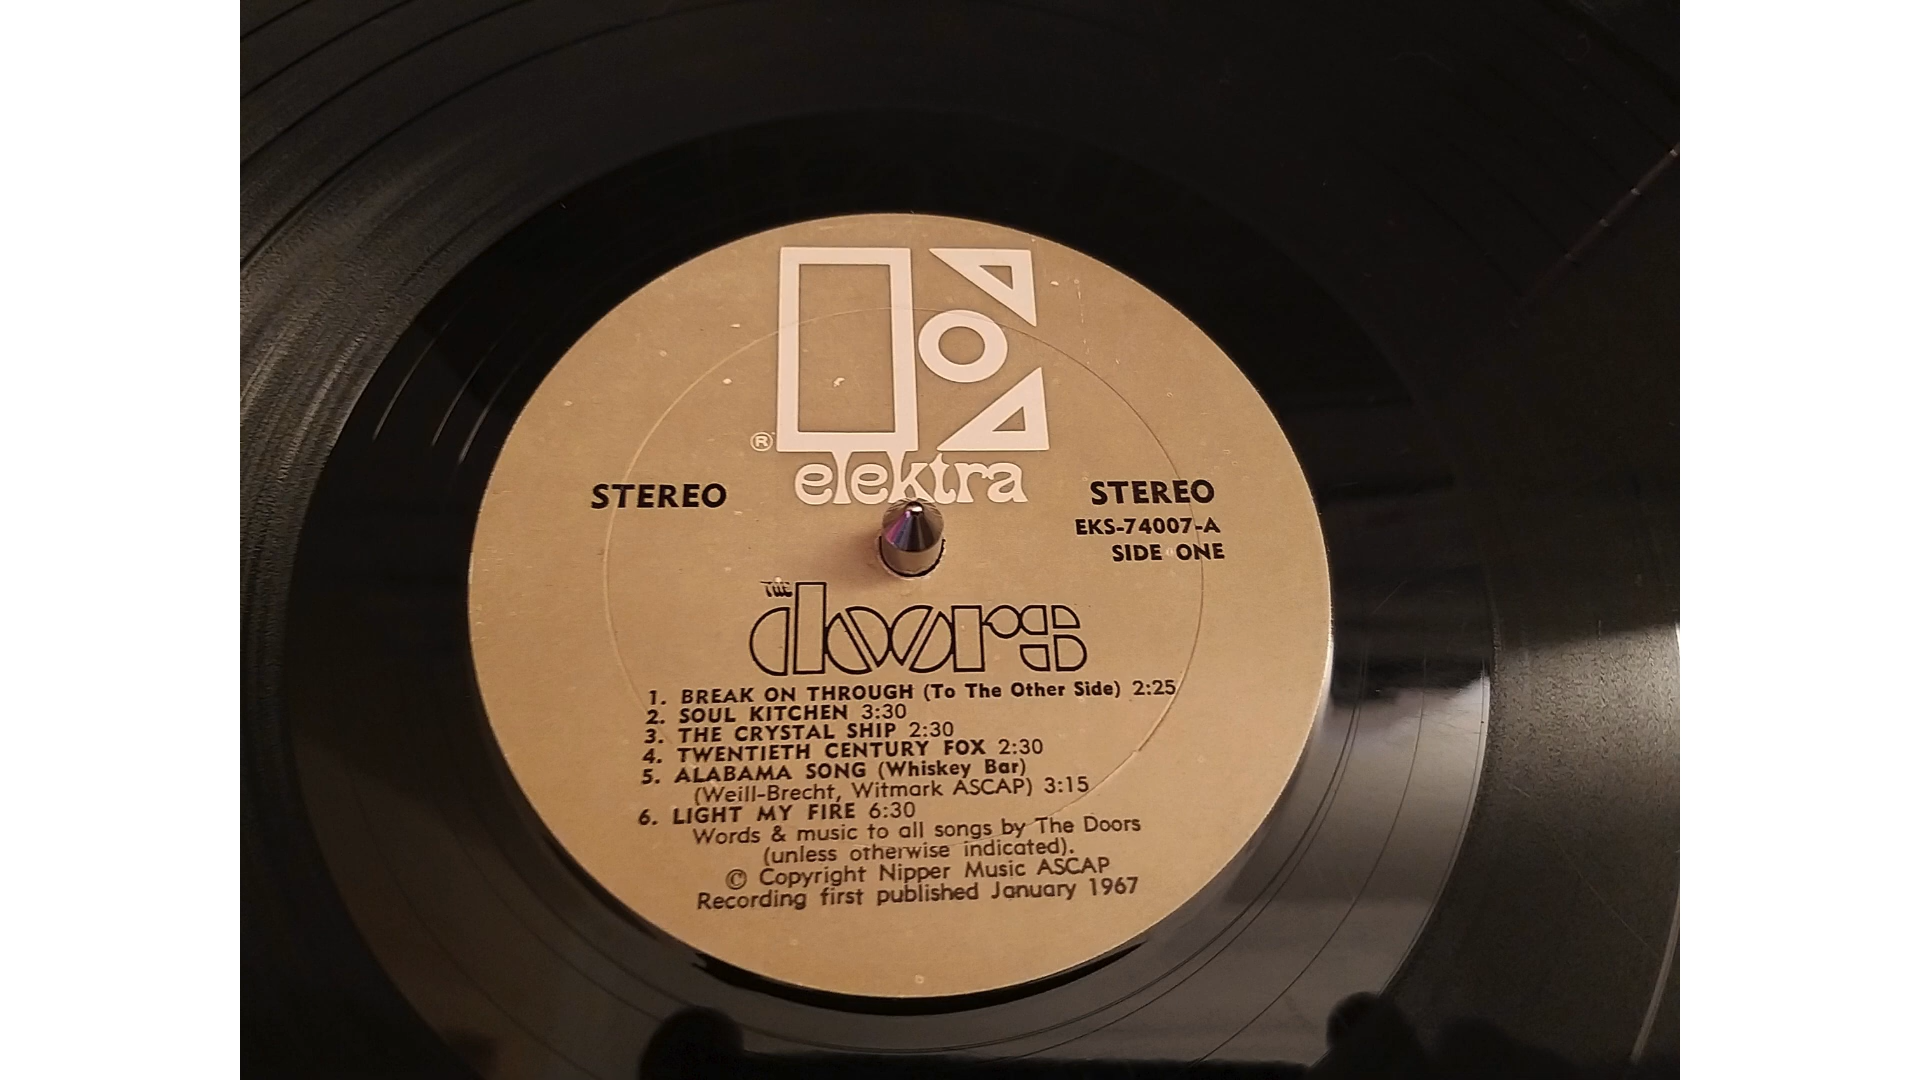 ®
elektra
STEREO
STEREO
EKS-74007-A
SIDE ONE
THE
doors
1. BREAK ON THROUGH (To The Other Side) 2:25
2. SOUL KITCHEN 3:30
3. THE CRYSTAL SHIP 2:30
4. TWENTIETH CENTURY FOX 2:30
5. ALABAMA SONG (Whiskey Bar)
(Weill-Brecht, Witmark ASCAP) 3:15
6. LIGHT MY FIRE 6:30
Words & music to all songs by The Doors
(unless otherwise indicated).
© Copyright Nipper Music ASCAP
Recording first published January 1967